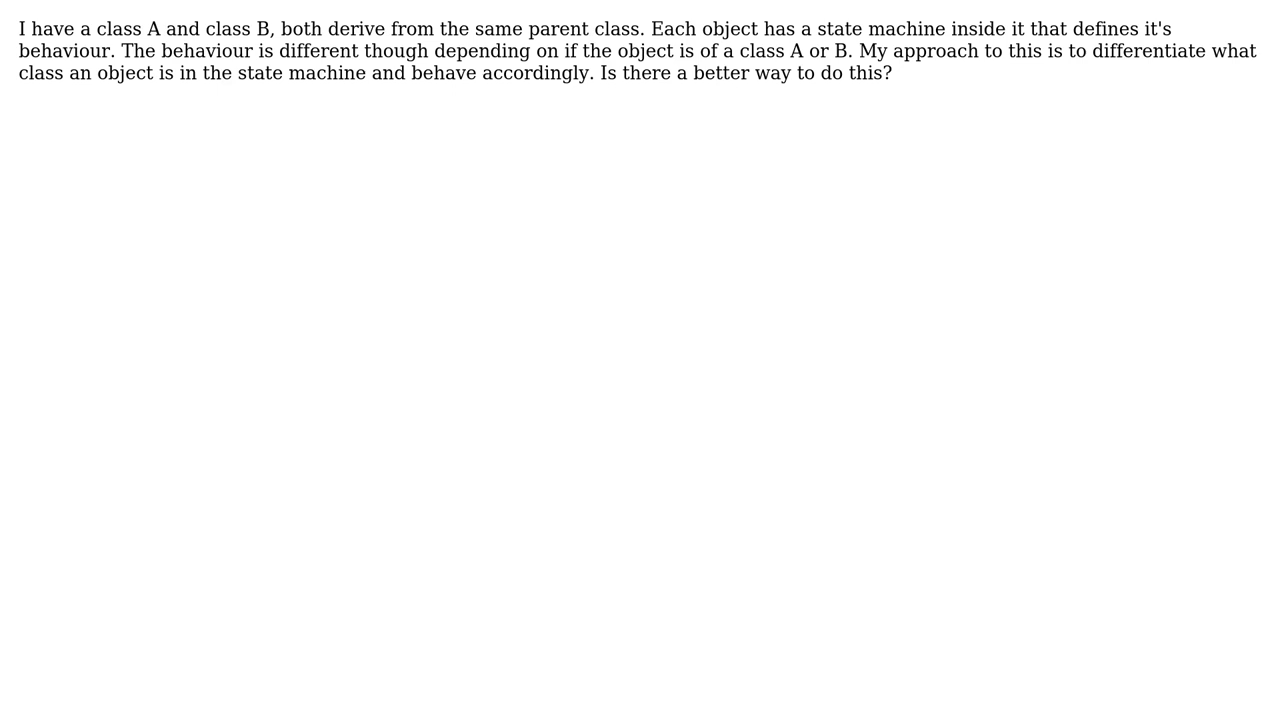 I have a class A and class B, both derive from the same parent class. Each object has a state machine inside it that defines it's
behaviour. The behaviour is different though depending on if the object is of a class A or B. My approach to this is to differentiate what
class an object is in the state machine and behave accordingly. Is there a better way to do this?